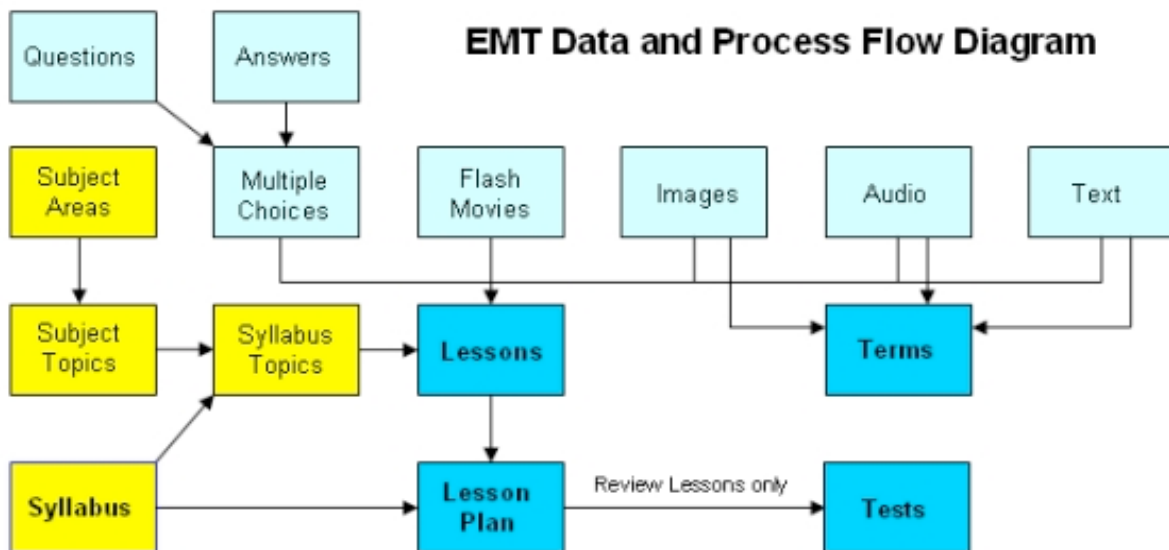 EMT Data and Process Flow Diagram
Questions
Answers
Subject
Areas
Multiple
Choices
Flash
Movies
Images
Audio
Text
Subject
Topics
Syllabus
Topics
Lessons
Terms
Syllabus
Lesson
Plan
Review Lessons only
Tests